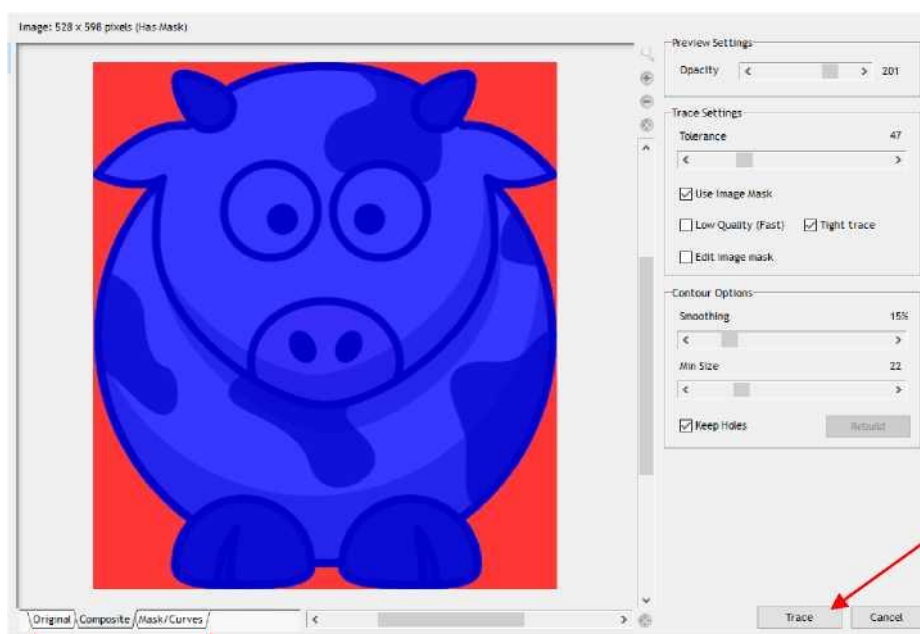 Image: 528 x 598 pixels (Has Mask)
Preview Settings
Opacity 201
Trace Settings
Tolerance 47
Use Image Mask
Low Quality (Fast) Tight trace
Edit image mask
Contour Options
Smoothing 15%
Min Size 22
Keep Holes Rebuild
Original Composite Mask/Curves
Trace Cancel